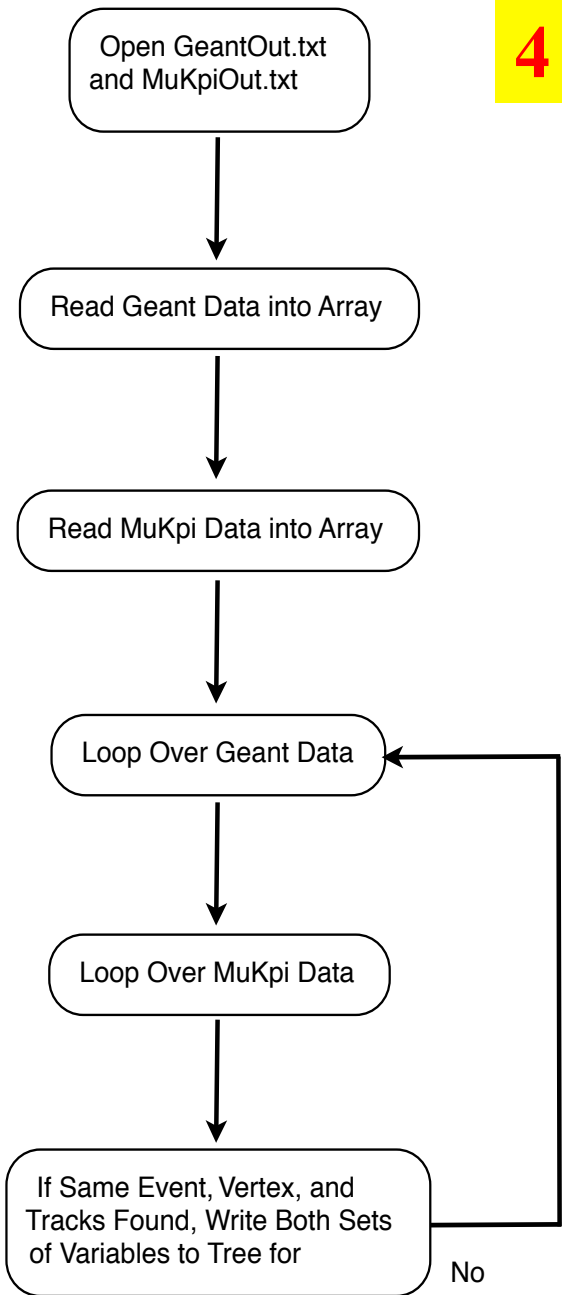 4
Open GeantOut.txt
and MuKpiOut.txt
Read Geant Data into Array
Read MuKpi Data into Array
Loop Over Geant Data
Loop Over MuKpi Data
If Same Event, Vertex, and
Tracks Found, Write Both Sets
of Variables to Tree for
No